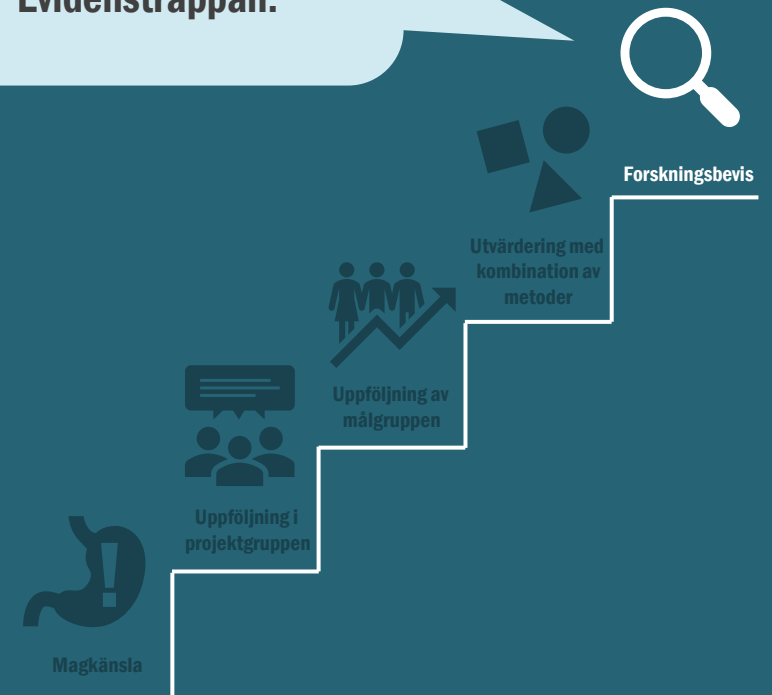 Evidenstrappan.
Forskningsbevis
Utvärdering med
kombination av
metoder
Uppföljning av
målgruppen
Uppföljning i
projektgruppen
Magkänsla